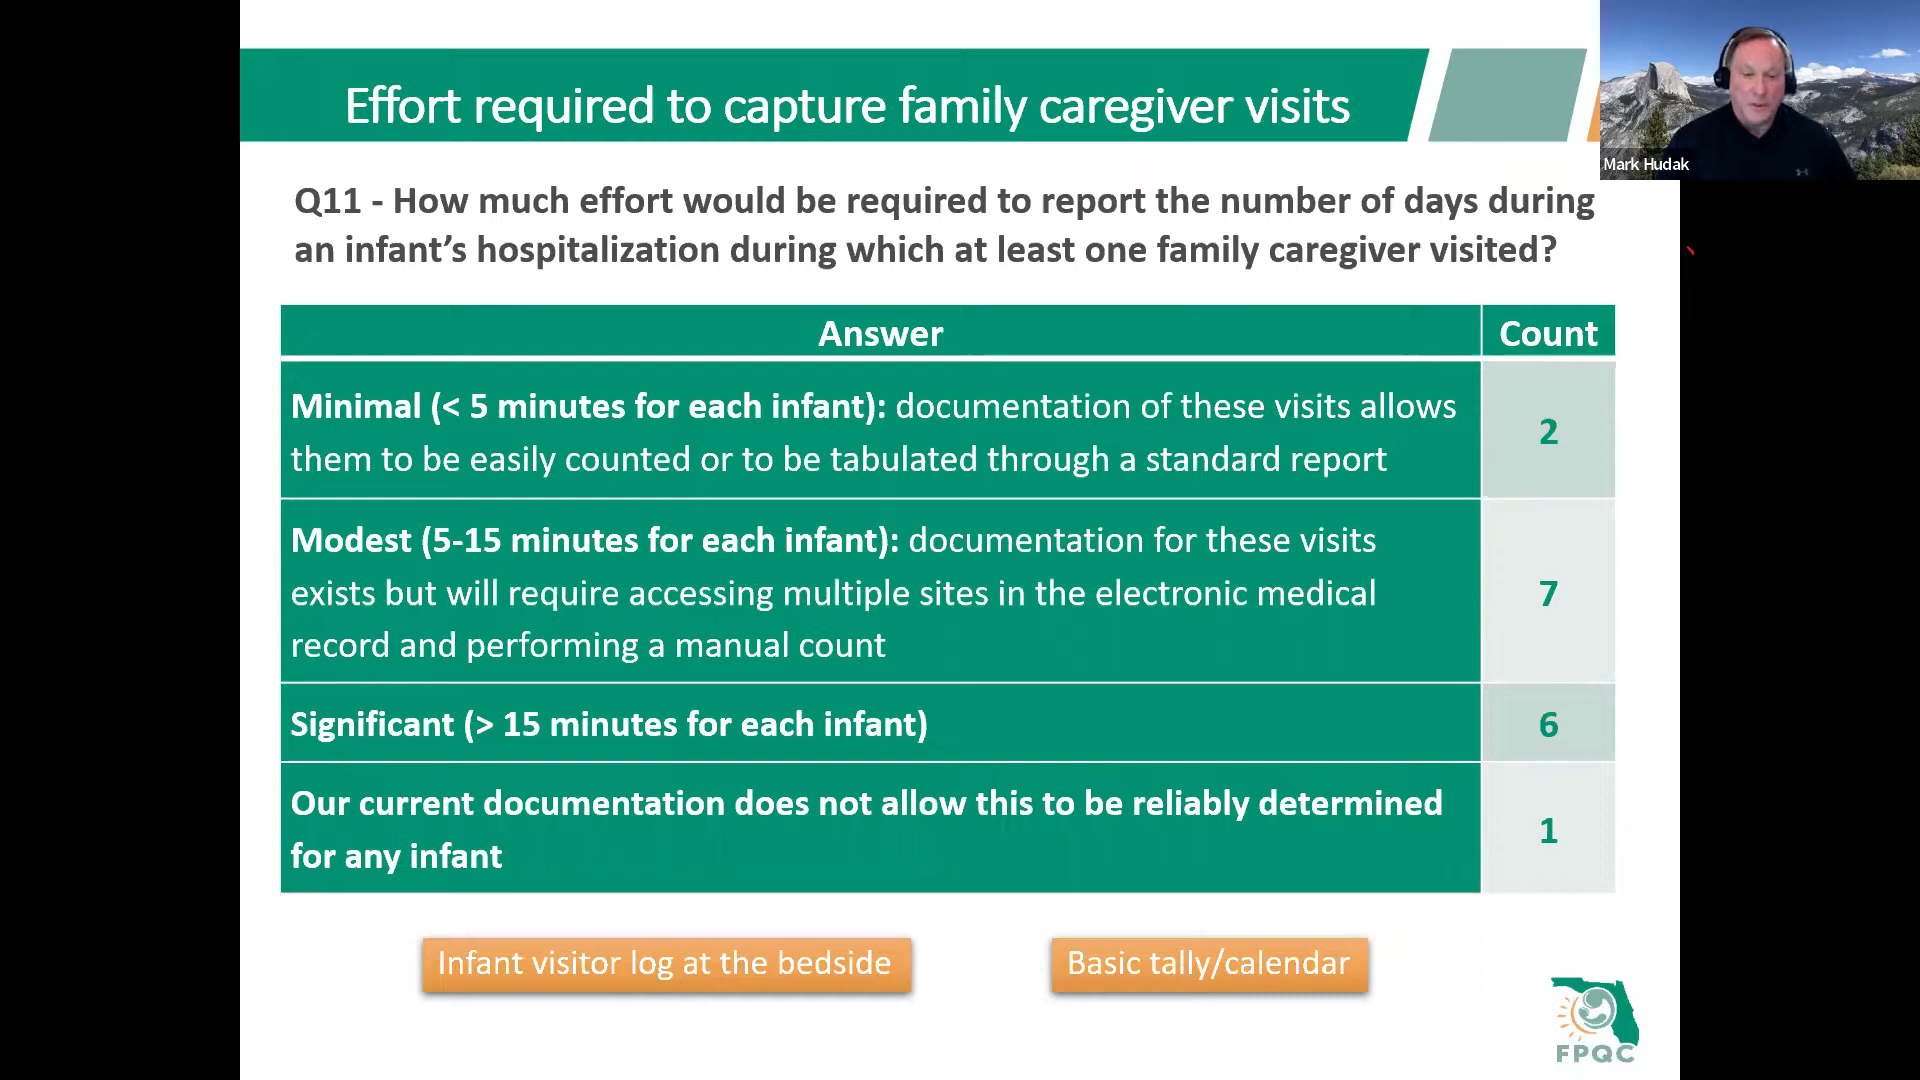 Effort required to capture family caregiver visits
Mark Hudak
Q11 - How much effort would be required to report the number of days during
an infant’s hospitalization during which at least one family caregiver visited?
Answer Count
Minimal (< 5 minutes for each infant): documentation of these visits allows
them to be easily counted or to be tabulated through a standard report
2
Modest (5-15 minutes for each infant): documentation for these visits
exists but will require accessing multiple sites in the electronic medical
record and performing a manual count
7
Significant (> 15 minutes for each infant)
6
Our current documentation does not allow this to be reliably determined
for any infant
1
Infant visitor log at the bedside
Basic tally/calendar
FPQC